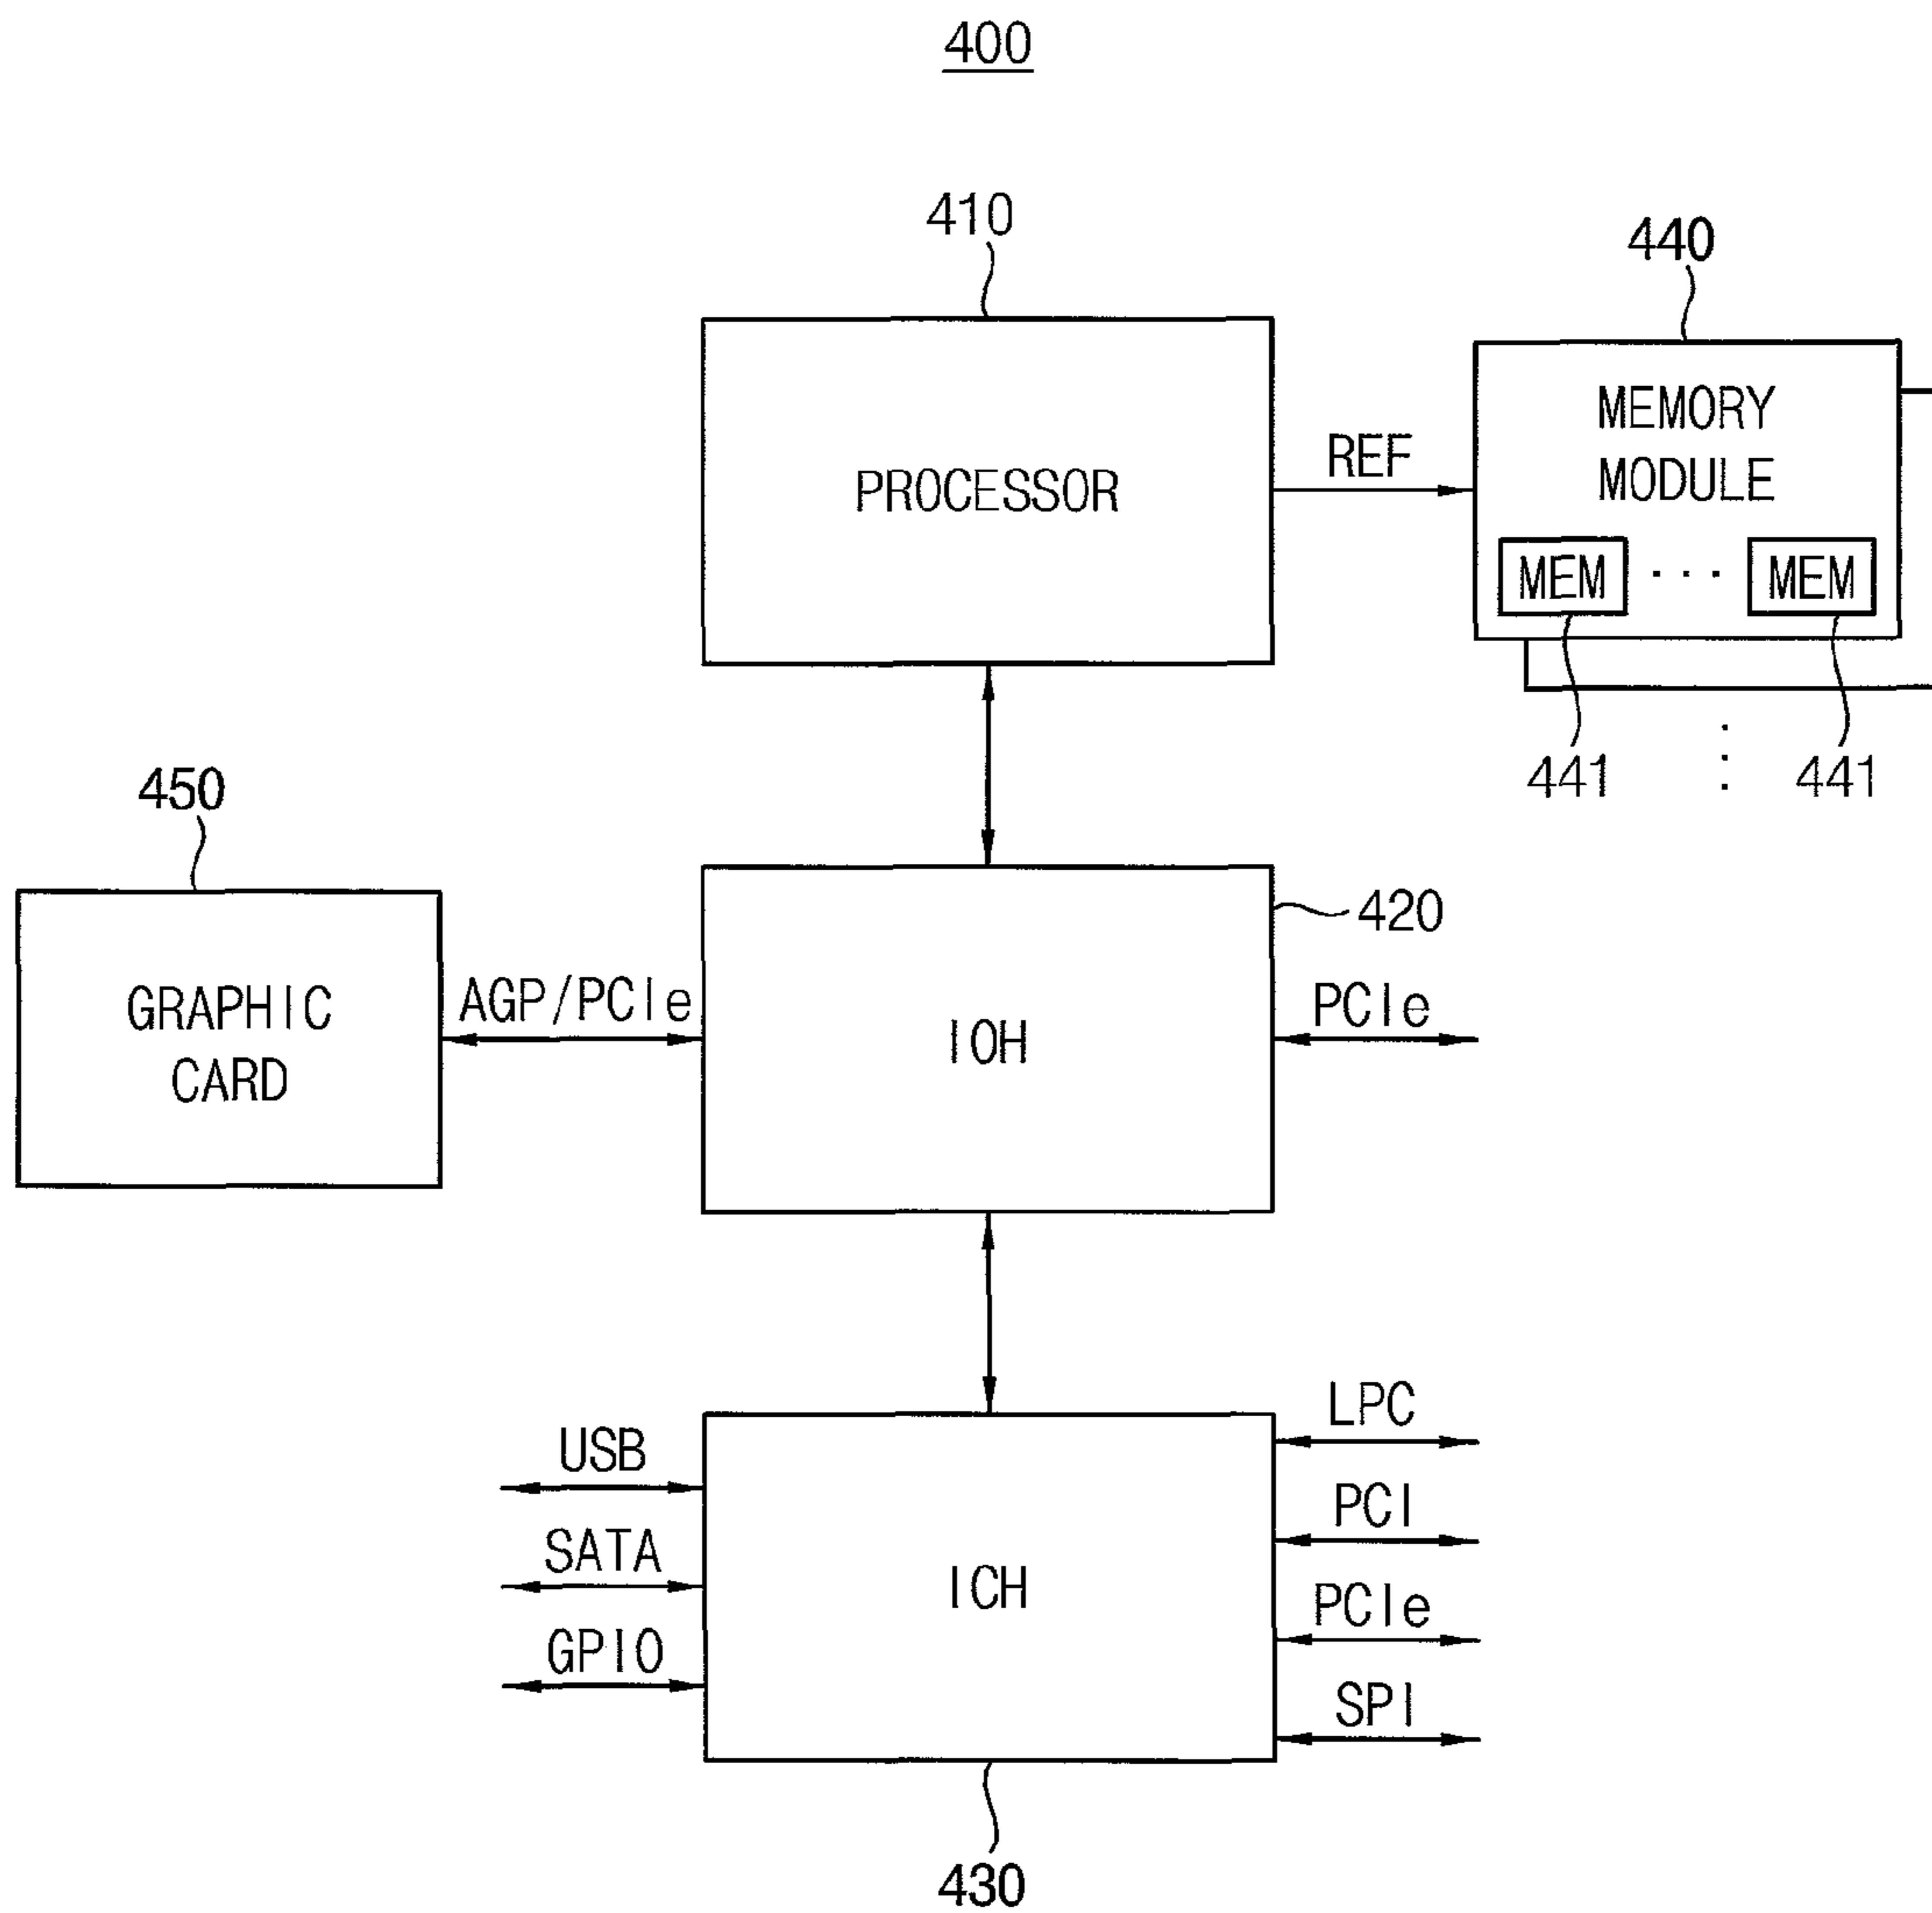 400
410
440
PROCESSOR
REF
MEMORY
MODULE
MEM ... MEM
441
441
450
420
GRAPHIC
CARD
AGP/PCIe
IOH
PCIe
USB
SATA
GPIO
ICH
LPC
PCI
PCIe
SPI
430